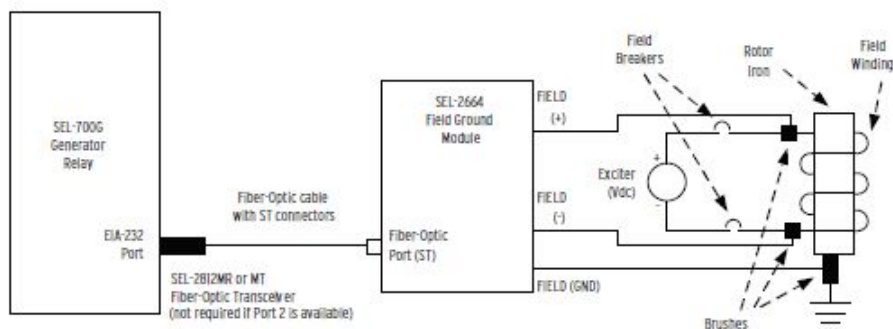 SEL-700G
Generator
Relay
EIA-232
Port
Fiber-Optic cable
with ST connectors
SEL-2812MR or MT
Fiber-Optic Transceiver
(not required if Port 2 is available)
SEL-2664
Field Ground
Module
Fiber-Optic
Port (ST)
FIELD
(+)
FIELD
(-)
FIELD (GND)
Field
Breakers
+
Exciter
(Vdc)
-
Rotor
Iron
Field
Winding
Brushes